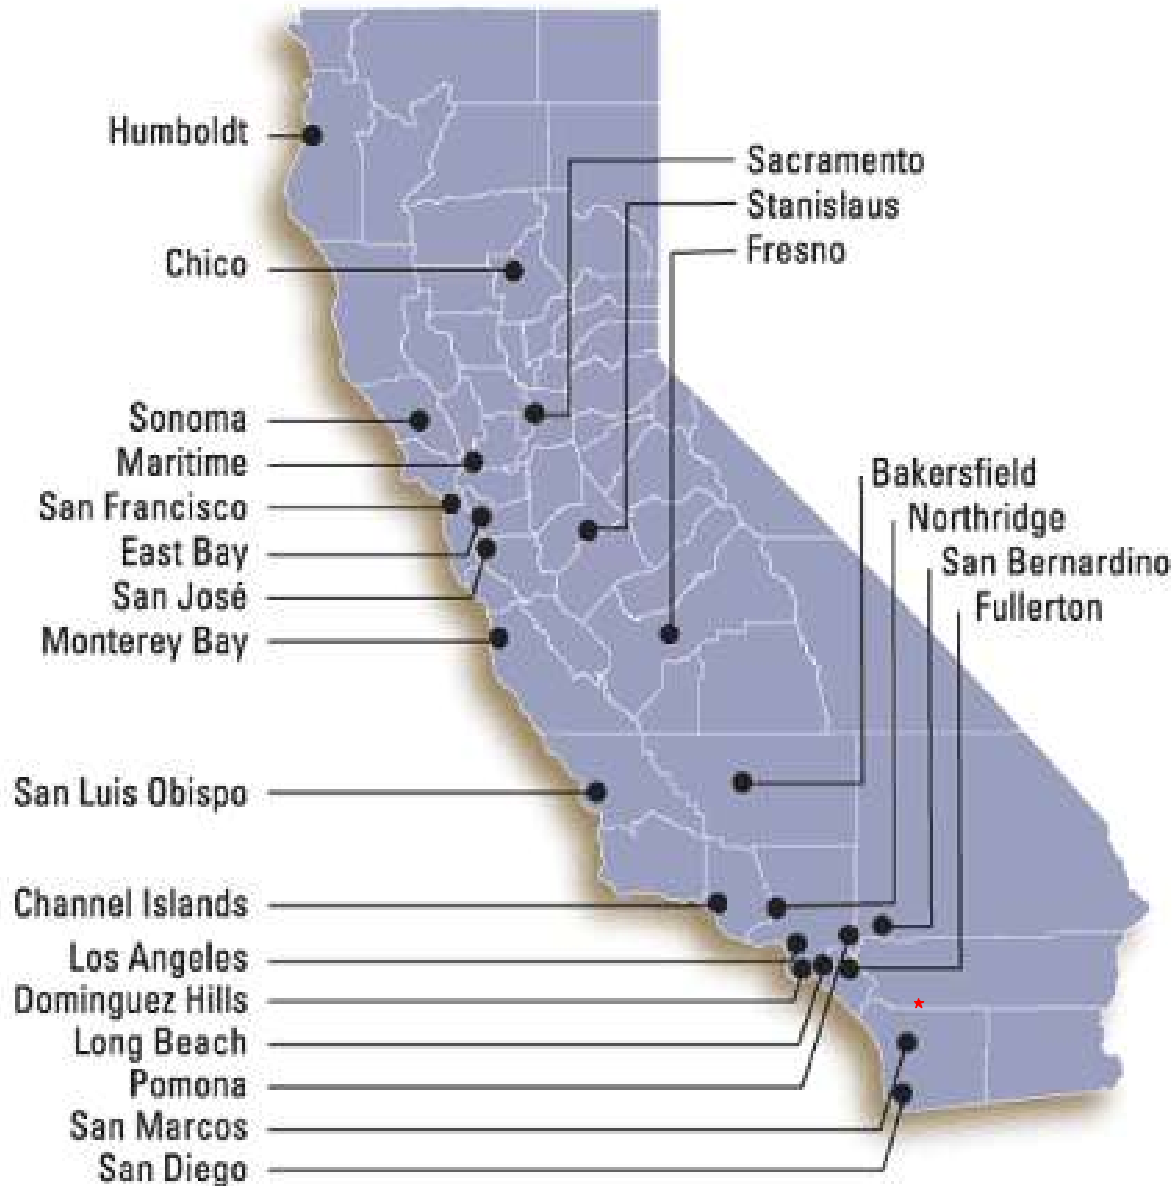 Humboldt
Chico
Sonoma
Maritime
San Francisco
East Bay
San José
Monterey Bay
San Luis Obispo
Channel Islands
Los Angeles
Dominguez Hills
Long Beach
Pomona
San Marcos
San Diego
Sacramento
Stanislaus
Fresno
Bakersfield
Northridge
San Bernardino
Fullerton